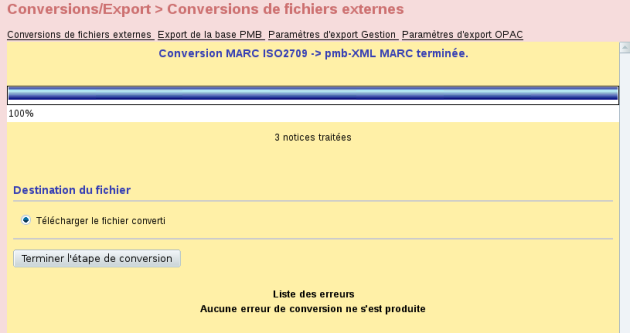 Conversions/Export > Conversions de fichiers externes
Conversions de fichiers externes Export de la base PMB Paramétres d'export Gestion Paramétres d'export OPAC
Conversion MARC ISO2709 -> pmb-XML MARC terminée.
100%
3 notices traitées
Destination du fichier
Télécharger le fichier converti
Terminer l'étape de conversion
Liste des erreurs
Aucune erreur de conversion ne s'est produite